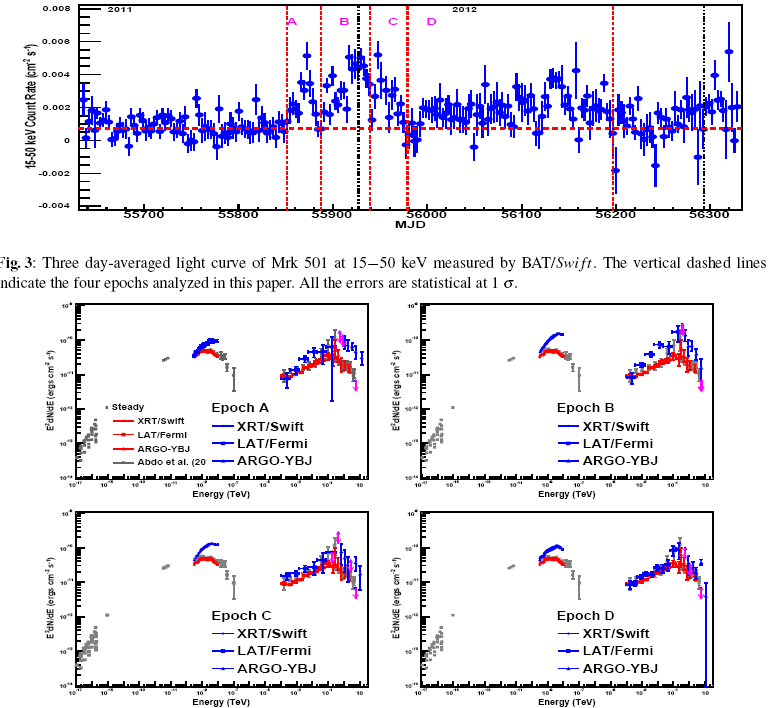 2011
2012
A
B
C
D
0.008
0.006
0.004
0.002
0
-0.002
-0.004
15-50 keV Count Rate (cm⁻² s⁻¹)
55700
55800
55900
56000
56100
56200
56300
MJD
Fig. 3: Three day-averaged light curve of Mrk 501 at 15−50 keV measured by BAT/Swift. The vertical dashed lines
indicate the four epochs analyzed in this paper. All the errors are statistical at 1 σ.
E²dN/dE (ergs cm⁻² s⁻¹)
Steady
XRT/Swift
LAT/Fermi
ARGO-YBJ
Abdo et al. (20
Epoch A
XRT/Swift
LAT/Fermi
ARGO-YBJ
Energy (TeV)
E²dN/dE (ergs cm⁻² s⁻¹)
Epoch B
XRT/Swift
LAT/Fermi
ARGO-YBJ
Energy (TeV)
E²dN/dE (ergs cm⁻² s⁻¹)
Epoch C
XRT/Swift
LAT/Fermi
ARGO-YBJ
Energy (TeV)
E²dN/dE (ergs cm⁻² s⁻¹)
Epoch D
XRT/Swift
LAT/Fermi
ARGO-YBJ
Energy (TeV)